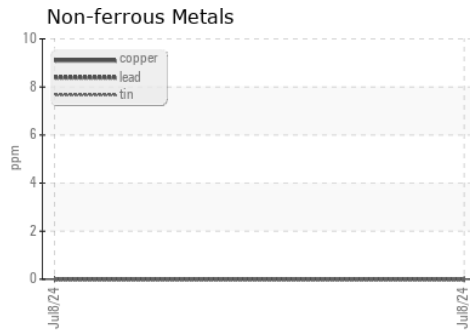 Non-ferrous Metals
10
copper
lead
tin
8
6
ppm
4
2
0
Jul8/24
Jul8/24